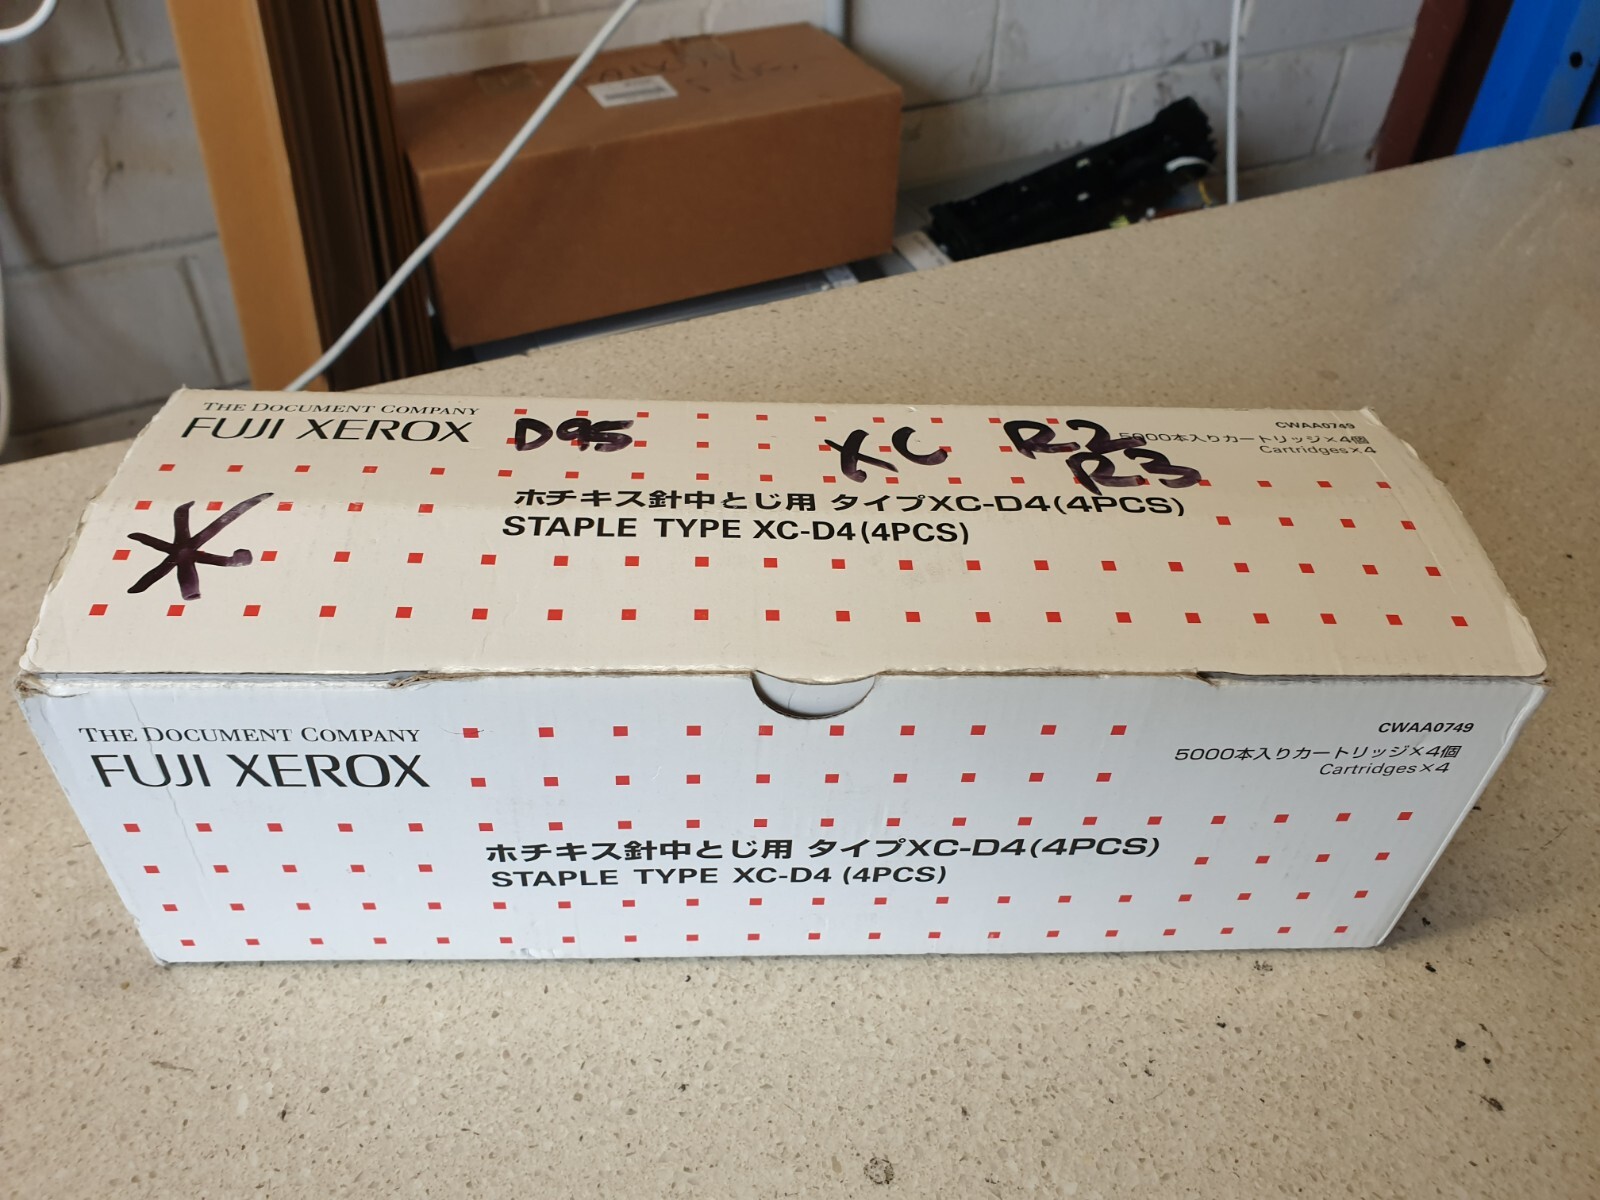 THE DOCUMENT COMPANY
FUJI XEROX
D95
XC
R2
R3
CWAA0749
5000本入りカートリッジ×4個
Cartridges×4
ホチキス針中とじ用 タイプXC-D4(4PCS)
STAPLE TYPE XC-D4(4PCS)
THE DOCUMENT COMPANY
FUJI XEROX
CWAA0749
5000本入りカートリッジ×4個
Cartridges×4
ホチキス針中とじ用 タイプXC-D4(4PCS)
STAPLE TYPE XC-D4 (4PCS)